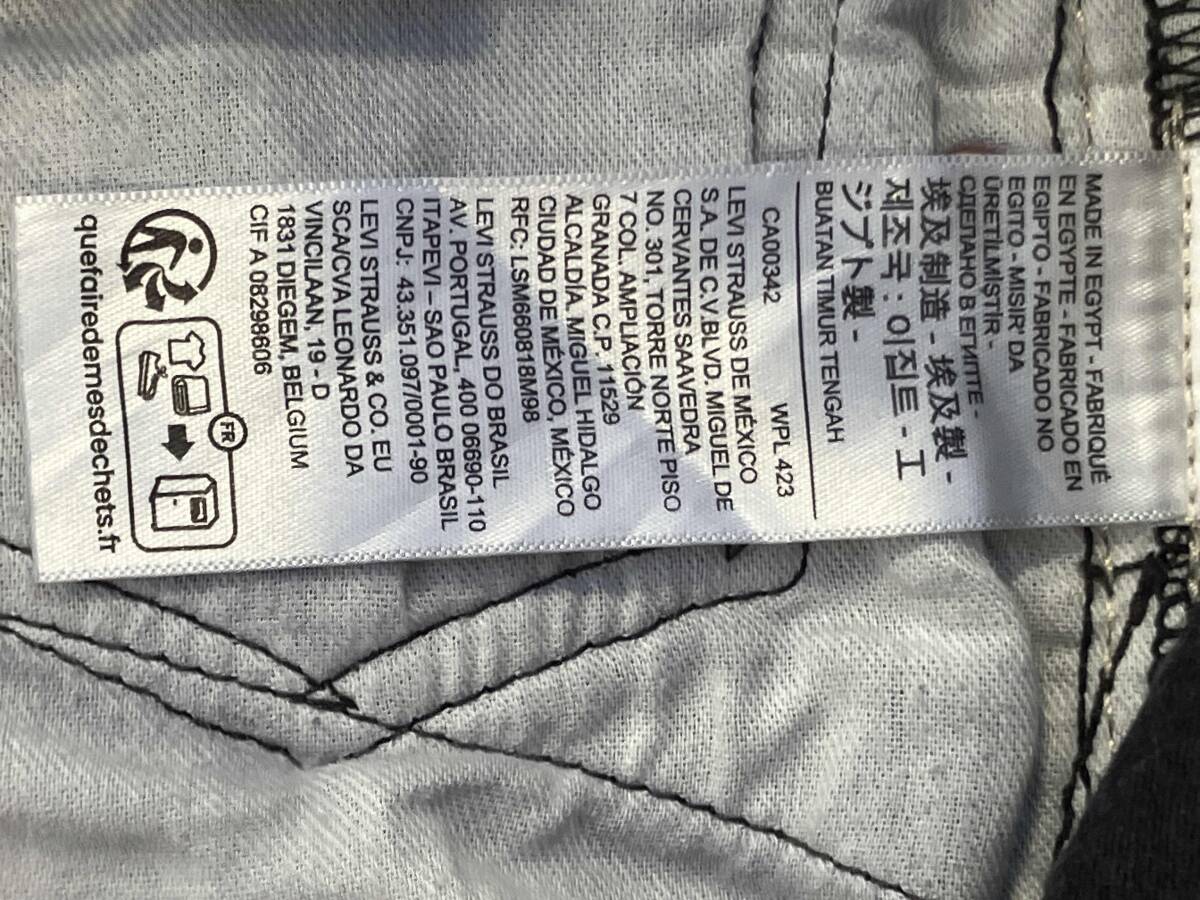 MADE IN EGYPT - FABRIQUÉ
EN EGYPTE - FABRICADO EN
EGIPTO - FABRICADO NO
EGITO - MISIR' DA
ÜRETİLMİŞTİR -
СДЕЛАНО В ЕГИПТЕ -
埃及制造 - 埃及製 -
제조국 : 이집트 - エ
ジプト製 -
BUATAN TIMUR TENGAH
CA00342 WPL 423
LEVI STRAUSS DE MÉXICO
S.A. DE C.V.BLVD. MIGUEL DE
CERVANTES SAAVEDRA
NO. 301, TORRE NORTE PISO
7 COL. AMPLIACIÓN
GRANADA C.P. 11529
ALCALDÍA, MIGUEL HIDALGO
CIUDAD DE MÉXICO, MÉXICO
RFC: LSM660818M98
LEVI STRAUSS DO BRASIL
AV. PORTUGAL, 400 06690-110
ITAPEVI – SAO PAULO BRASIL
CNPJ: 43.351.097/0001-90
LEVI STRAUSS & CO. EU
SCA/CVA LEONARDO DA
VINCILAAN, 19 - D
1831 DIEGEM, BELGIUM
CIF A 08298606
FR
quefairedemesdechets.fr